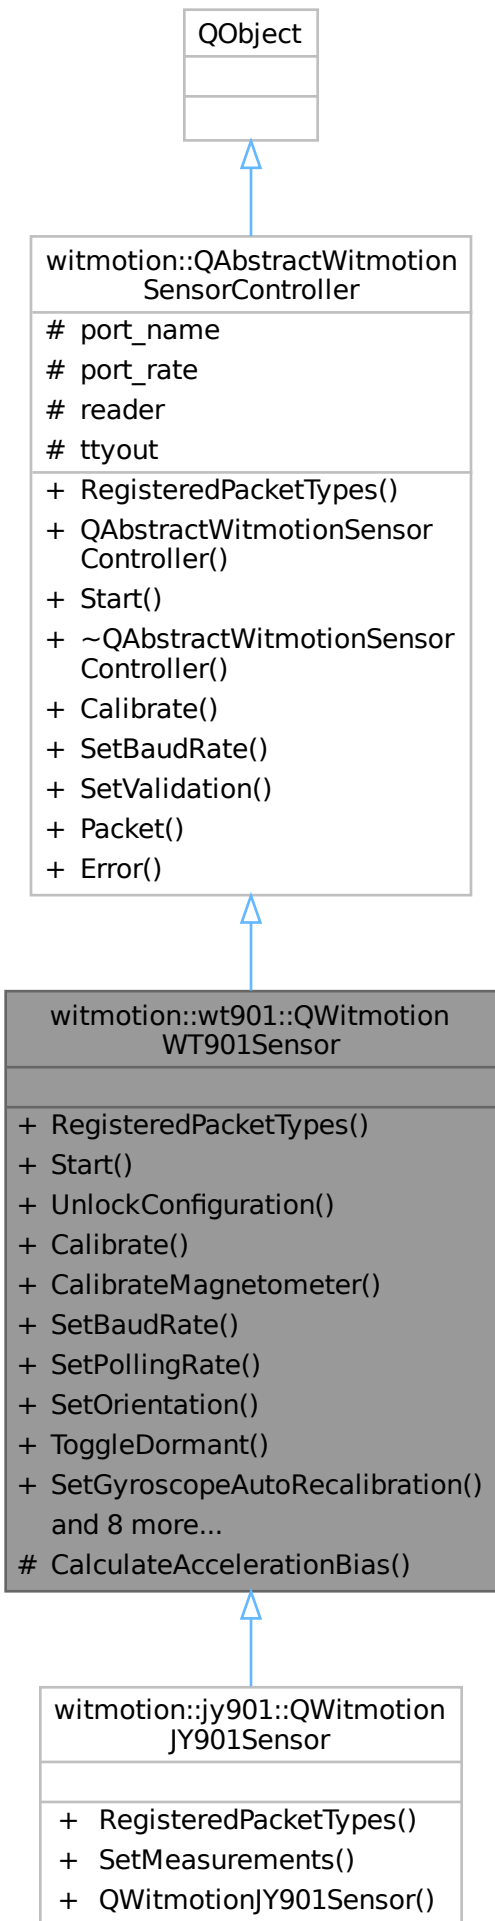 QObject
witmotion::QAbstractWitmotion
SensorController
# port_name
# port_rate
# reader
# ttyout
+ RegisteredPacketTypes()
+ QAbstractWitmotionSensor
Controller()
+ Start()
+ ~QAbstractWitmotionSensor
Controller()
+ Calibrate()
+ SetBaudRate()
+ SetValidation()
+ Packet()
+ Error()
witmotion::wt901::QWitmotion
WT901Sensor
+ RegisteredPacketTypes()
+ Start()
+ UnlockConfiguration()
+ Calibrate()
+ CalibrateMagnetometer()
+ SetBaudRate()
+ SetPollingRate()
+ SetOrientation()
+ ToggleDormant()
+ SetGyroscopeAutoRecalibration()
and 8 more...
# CalculateAccelerationBias()
witmotion::jy901::QWitmotion
JY901Sensor
+ RegisteredPacketTypes()
+ SetMeasurements()
+ QWitmotionJY901Sensor()